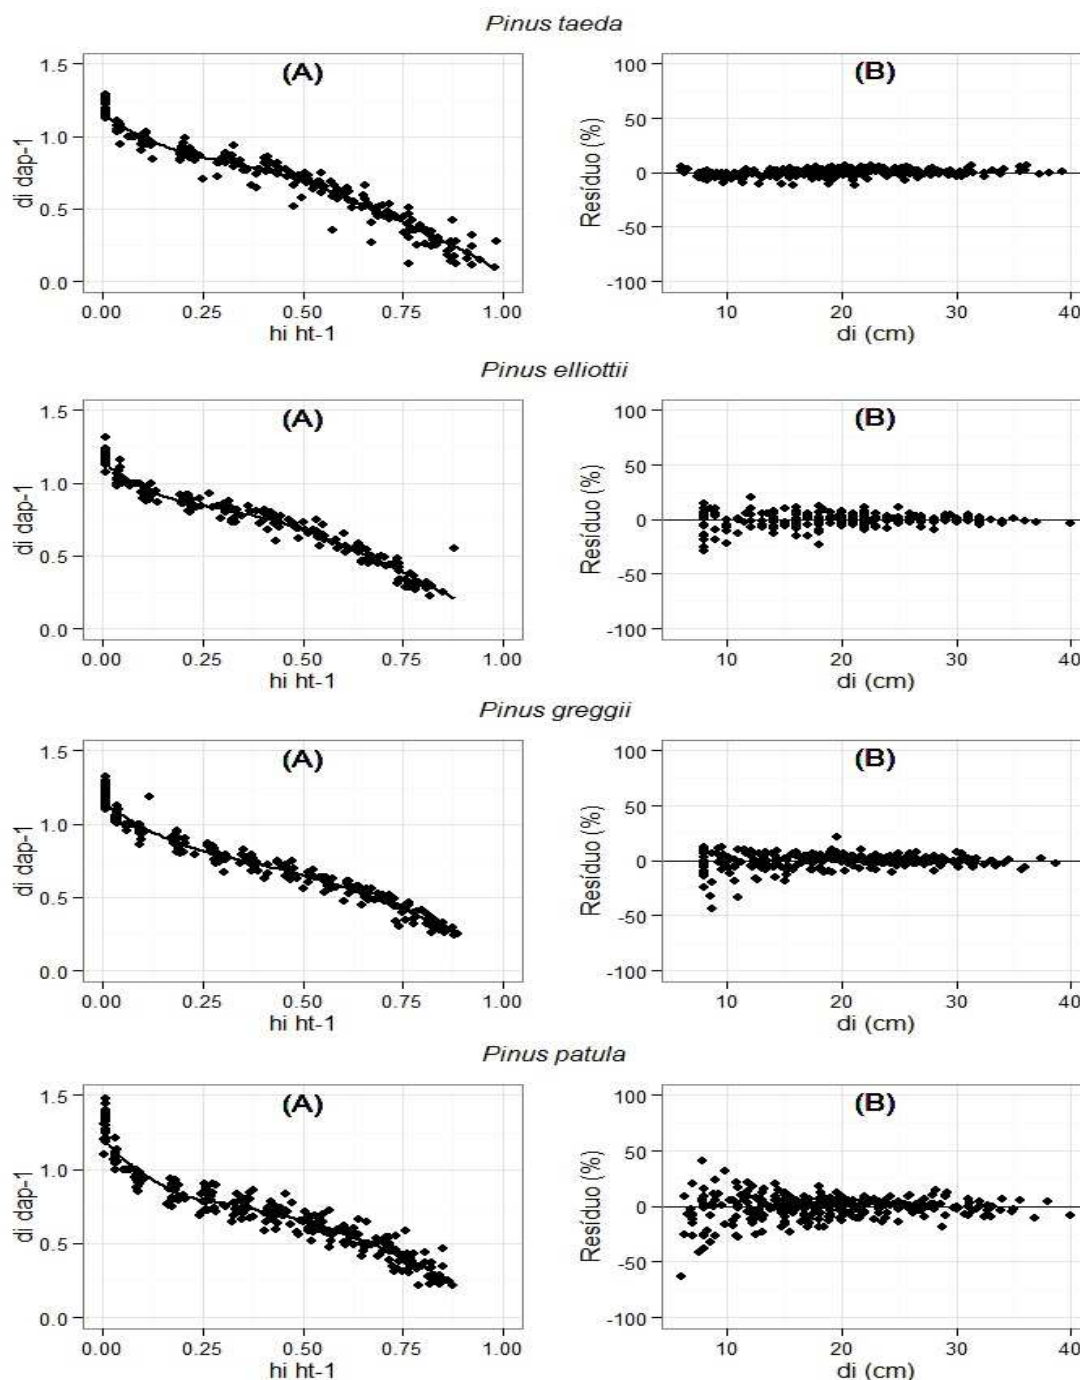 Pinus taeda
(A)
1.5
1.0
0.5
0.0
di dap-1
0.00 0.25 0.50 0.75 1.00
hi ht-1
(B)
100
50
0
-50
-100
Resíduo (%)
10 20 30 40
di (cm)
Pinus elliottii
(A)
1.5
1.0
0.5
0.0
di dap-1
0.00 0.25 0.50 0.75 1.00
hi ht-1
(B)
100
50
0
-50
-100
Resíduo (%)
10 20 30 40
di (cm)
Pinus greggii
(A)
1.5
1.0
0.5
0.0
di dap-1
0.00 0.25 0.50 0.75 1.00
hi ht-1
(B)
100
50
0
-50
-100
Resíduo (%)
10 20 30 40
di (cm)
Pinus patula
(A)
1.5
1.0
0.5
0.0
di dap-1
0.00 0.25 0.50 0.75 1.00
hi ht-1
(B)
100
50
0
-50
-100
Resíduo (%)
10 20 30 40
di (cm)